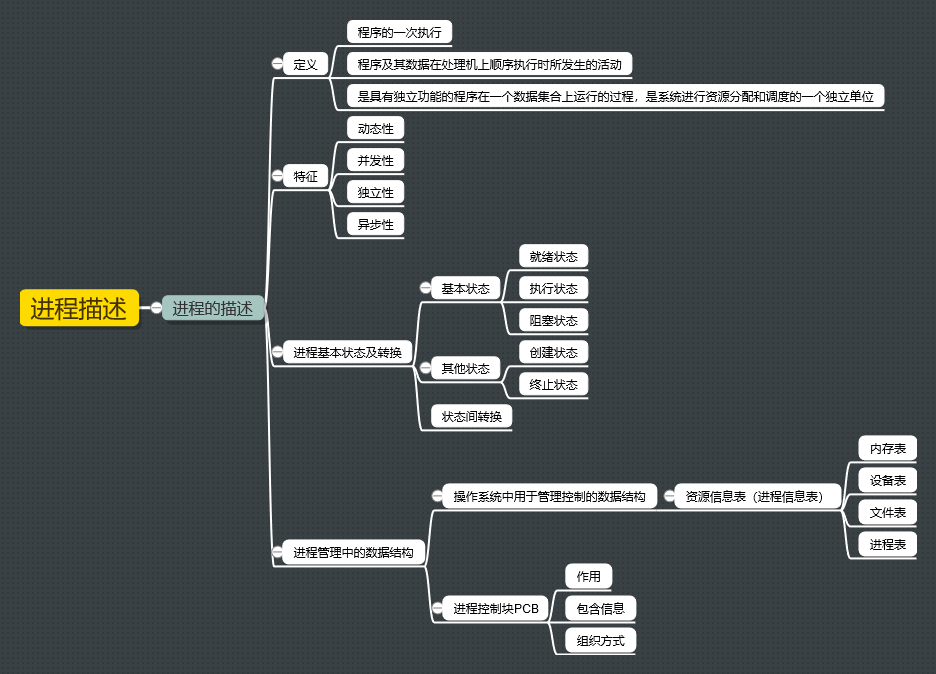 进程描述
进程的描述
定义
程序的一次执行
程序及其数据在处理机上顺序执行时所发生的活动
是具有独立功能的程序在一个数据集合上运行的过程，是系统进行资源分配和调度的一个独立单位
特征
动态性
并发性
独立性
异步性
进程基本状态及转换
基本状态
就绪状态
执行状态
阻塞状态
其他状态
创建状态
终止状态
状态间转换
进程管理中的数据结构
操作系统中用于管理控制的数据结构
资源信息表（进程信息表）
内存表
设备表
文件表
进程表
进程控制块PCB
作用
包含信息
组织方式